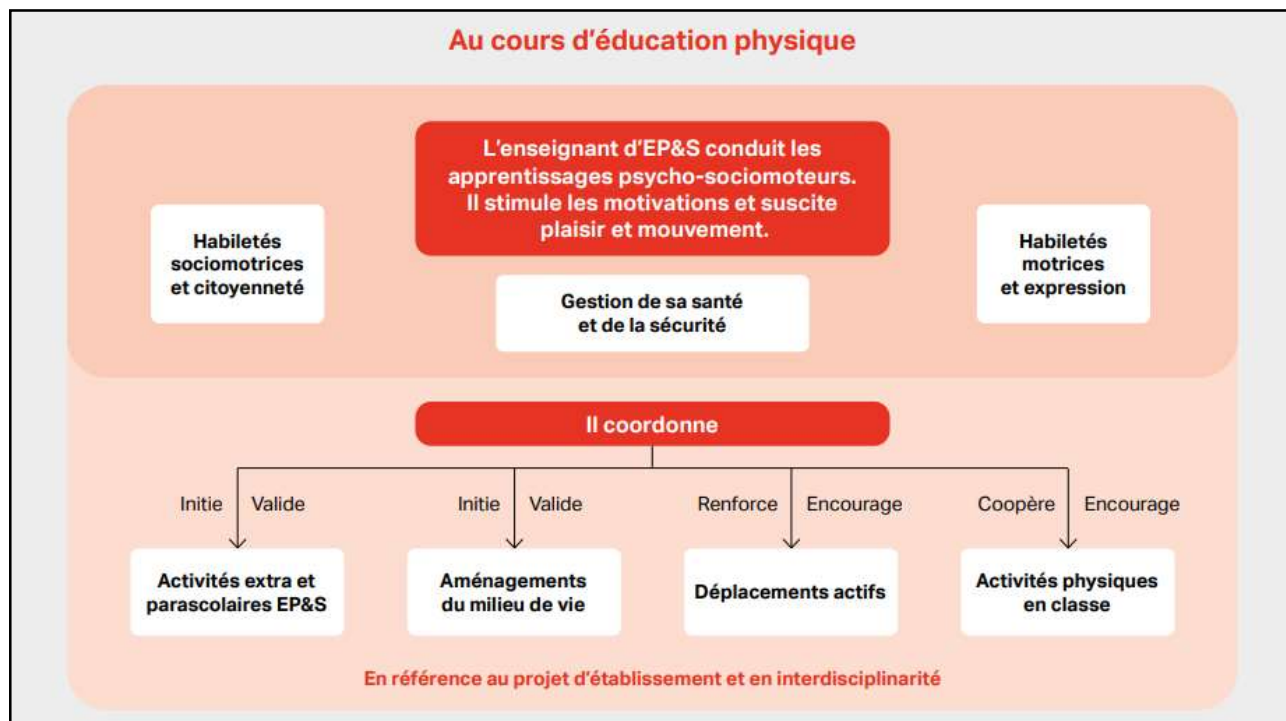 Au cours d'éducation physique
L'enseignant d'EP&S conduit les
apprentissages psycho-sociomoteurs.
Il stimule les motivations et suscite
plaisir et mouvement.
Habiletés
sociomotrices
et citoyenneté
Gestion de sa santé
et de la sécurité
Habiletés
motrices
et expression
Il coordonne
Initie Valide
Initie Valide
Renforce Encourage
Coopère Encourage
Activités extra et
parascolaires EP&S
Aménagements
du milieu de vie
Déplacements actifs
Activités physiques
en classe
En référence au projet d'établissement et en interdisciplinarité